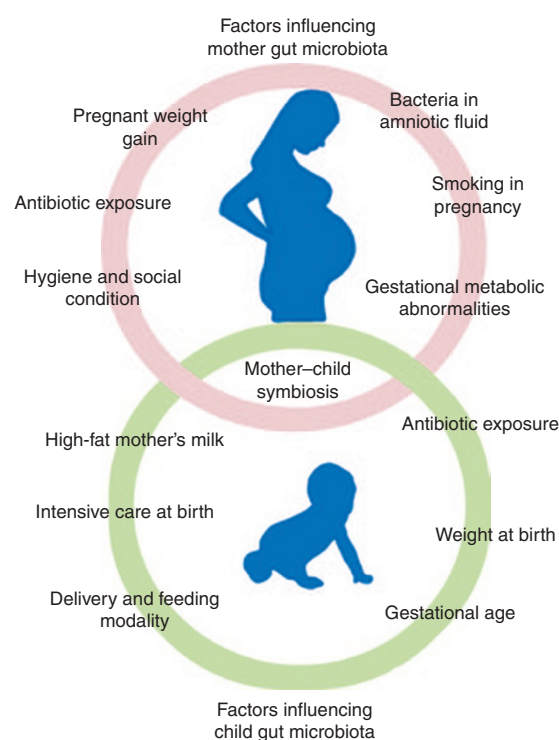 Factors influencing
mother gut microbiota
Pregnant weight
gain
Bacteria in
amniotic fluid
Antibiotic exposure
Smoking in
pregnancy
Hygiene and social
condition
Gestational metabolic
abnormalities
Mother–child
symbiosis
High-fat mother’s milk
Antibiotic exposure
Intensive care at birth
Weight at birth
Delivery and feeding
modality
Gestational age
Factors influencing
child gut microbiota